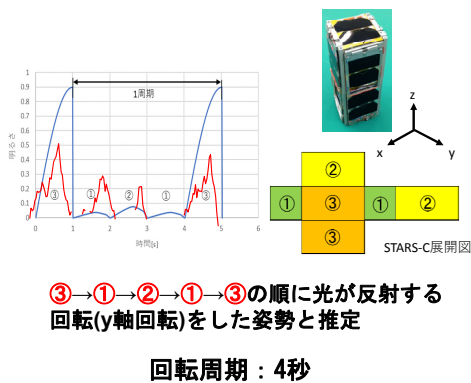 1
0.9
0.8
0.7
0.6
0.5
0.4
0.3
0.2
0.1
0
明るさ
1周期
③
①
②
①
③
0 1 2 3 4 5 6
時間[s]
z
x
y
②
① ③ ① ②
③
STARS-C展開図
③→①→②→①→③の順に光が反射する
回転(y軸回転)をした姿勢と推定
回転周期：4秒